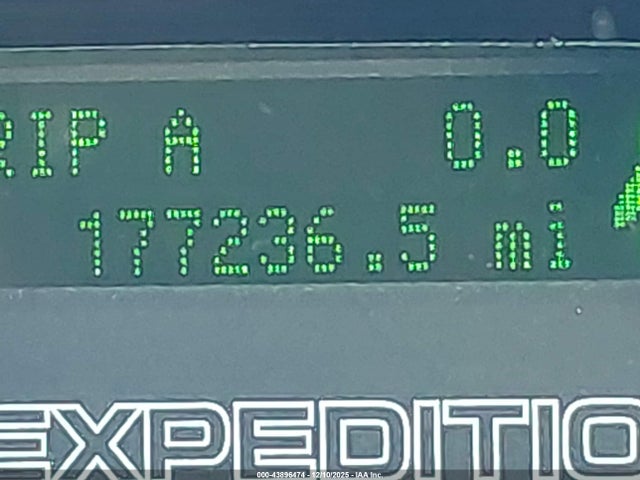 RIP A 0.0
177236.5 mi
EXPEDITIO
000-43896474 - 12/10/2025 - IAA Inc.